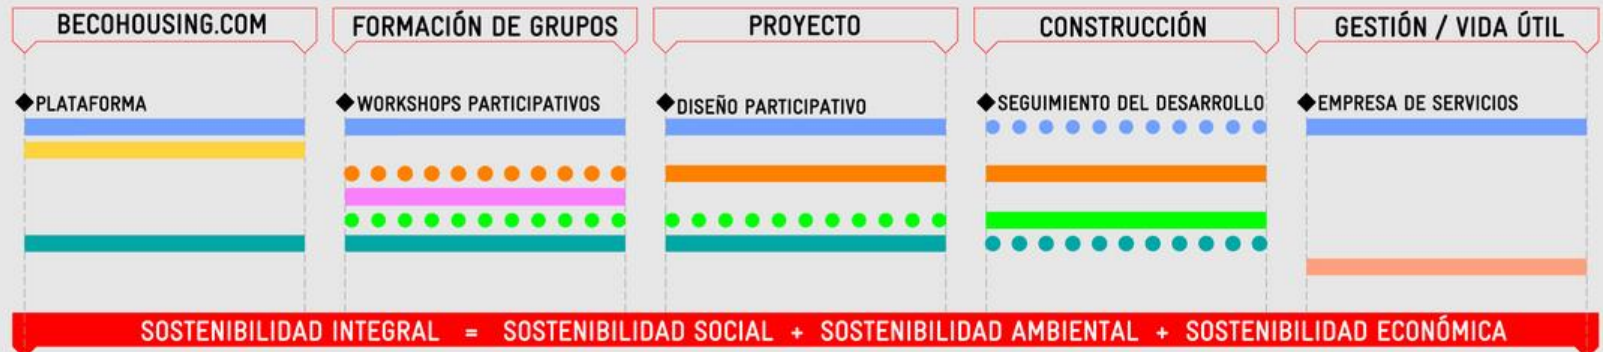 BECOHOUSING.COM
FORMACIÓN DE GRUPOS
PROYECTO
CONSTRUCCIÓN
GESTIÓN / VIDA ÚTIL
PLATAFORMA
WORKSHOPS PARTICIPATIVOS
DISEÑO PARTICIPATIVO
SEGUIMIENTO DEL DESARROLLO
EMPRESA DE SERVICIOS
SOSTENIBILIDAD INTEGRAL = SOSTENIBILIDAD SOCIAL + SOSTENIBILIDAD AMBIENTAL + SOSTENIBILIDAD ECONÓMICA